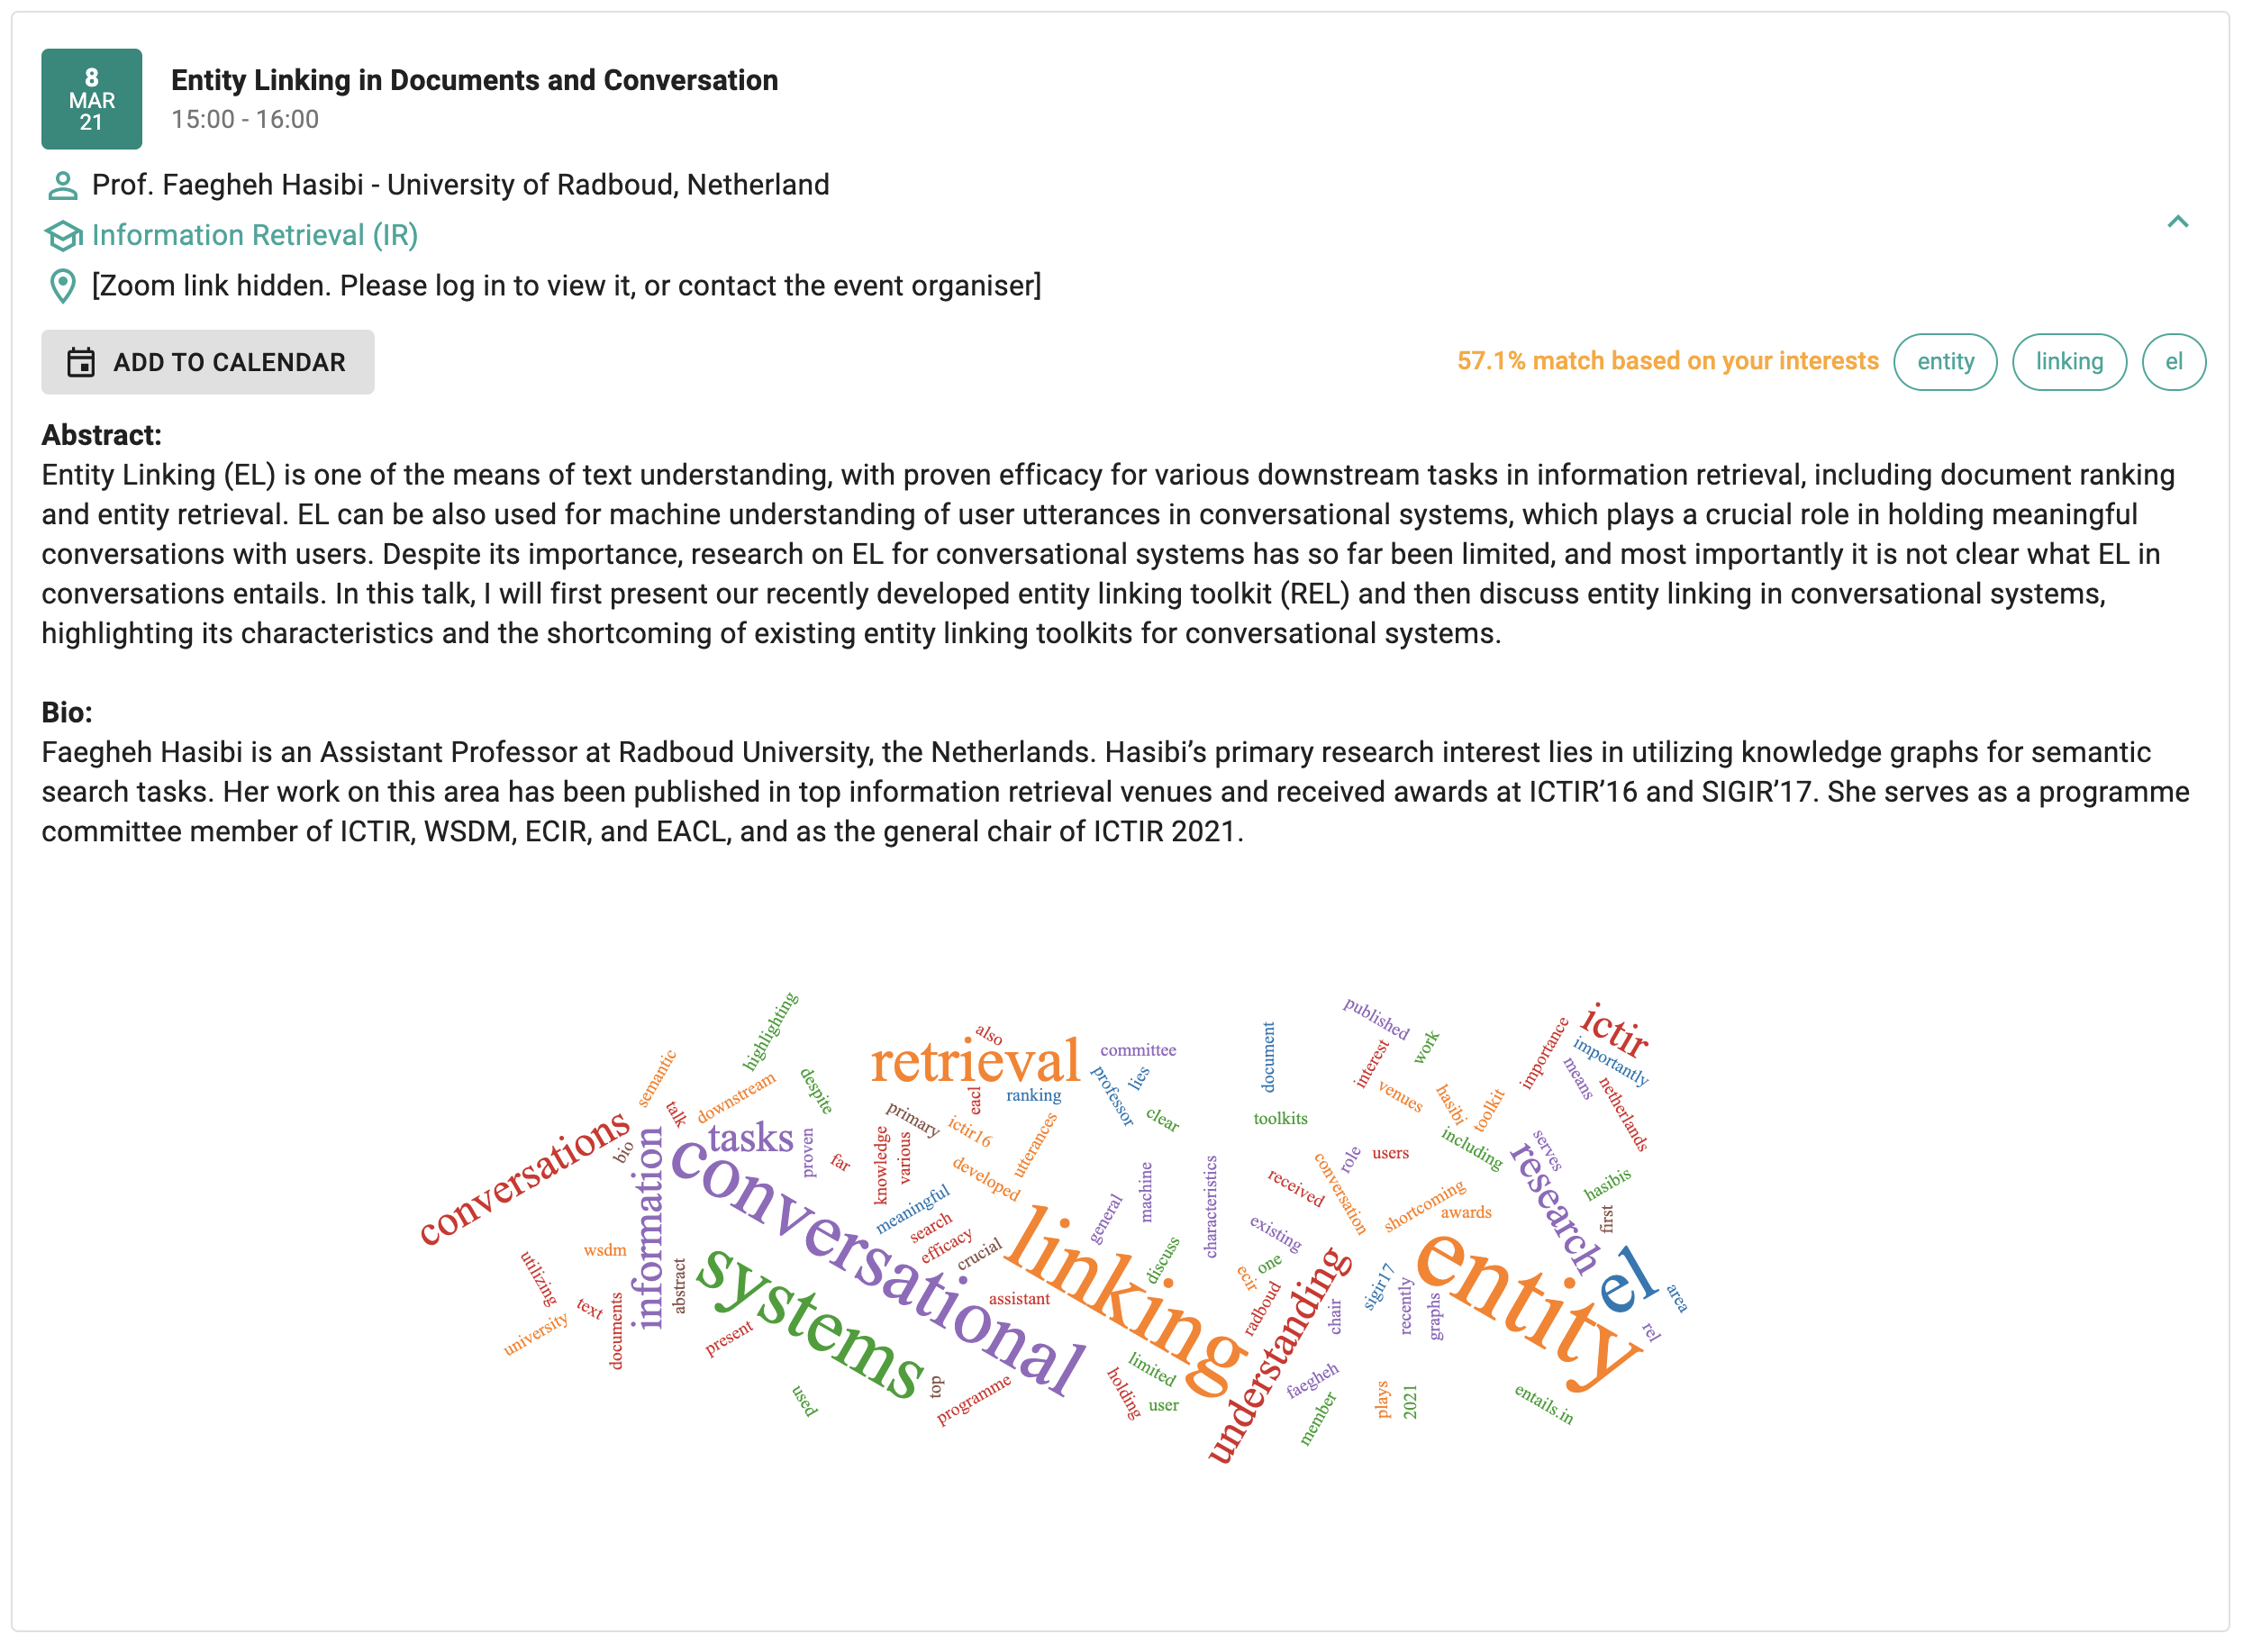 8
MAR
21
Entity Linking in Documents and Conversation
15:00 - 16:00
Prof. Faegheh Hasibi - University of Radboud, Netherland
Information Retrieval (IR)
[Zoom link hidden. Please log in to view it, or contact the event organiser]
ADD TO CALENDAR
57.1% match based on your interests
entity
linking
el
Abstract:
Entity Linking (EL) is one of the means of text understanding, with proven efficacy for various downstream tasks in information retrieval, including document ranking
and entity retrieval. EL can be also used for machine understanding of user utterances in conversational systems, which plays a crucial role in holding meaningful
conversations with users. Despite its importance, research on EL for conversational systems has so far been limited, and most importantly it is not clear what EL in
conversations entails. In this talk, I will first present our recently developed entity linking toolkit (REL) and then discuss entity linking in conversational systems,
highlighting its characteristics and the shortcoming of existing entity linking toolkits for conversational systems.
Bio:
Faegheh Hasibi is an Assistant Professor at Radboud University, the Netherlands. Hasibi’s primary research interest lies in utilizing knowledge graphs for semantic
search tasks. Her work on this area has been published in top information retrieval venues and received awards at ICTIR’16 and SIGIR’17. She serves as a programme
committee member of ICTIR, WSDM, ECIR, and EACL, and as the general chair of ICTIR 2021.
highlighting
also
published
ictir
retrieval
committee
document
work
importance
importantly
semantic
downstream
despite
eacl
ranking
professor
lies
interest
venues
hasibi
toolkit
means
netherlands
conversations
talk
bio
information
tasks
proven
far
primary
ictir16
knowledge
various
developed
utterances
clear
toolkits
role
users
including
serves
research
conversational
meaningful
search
efficacy
crucial
general
machine
characteristics
received
conversation
shortcoming
awards
hasibis
first
existing
wsdm
utilizing
text
university
documents
abstract
systems
present
assistant
linking
discuss
ecir
one
radboud
understanding
chair
sigir17
recently
graphs
entity
el
area
rel
used
top
programme
holding
limited
user
faegheh
member
plays
2021
entails.in